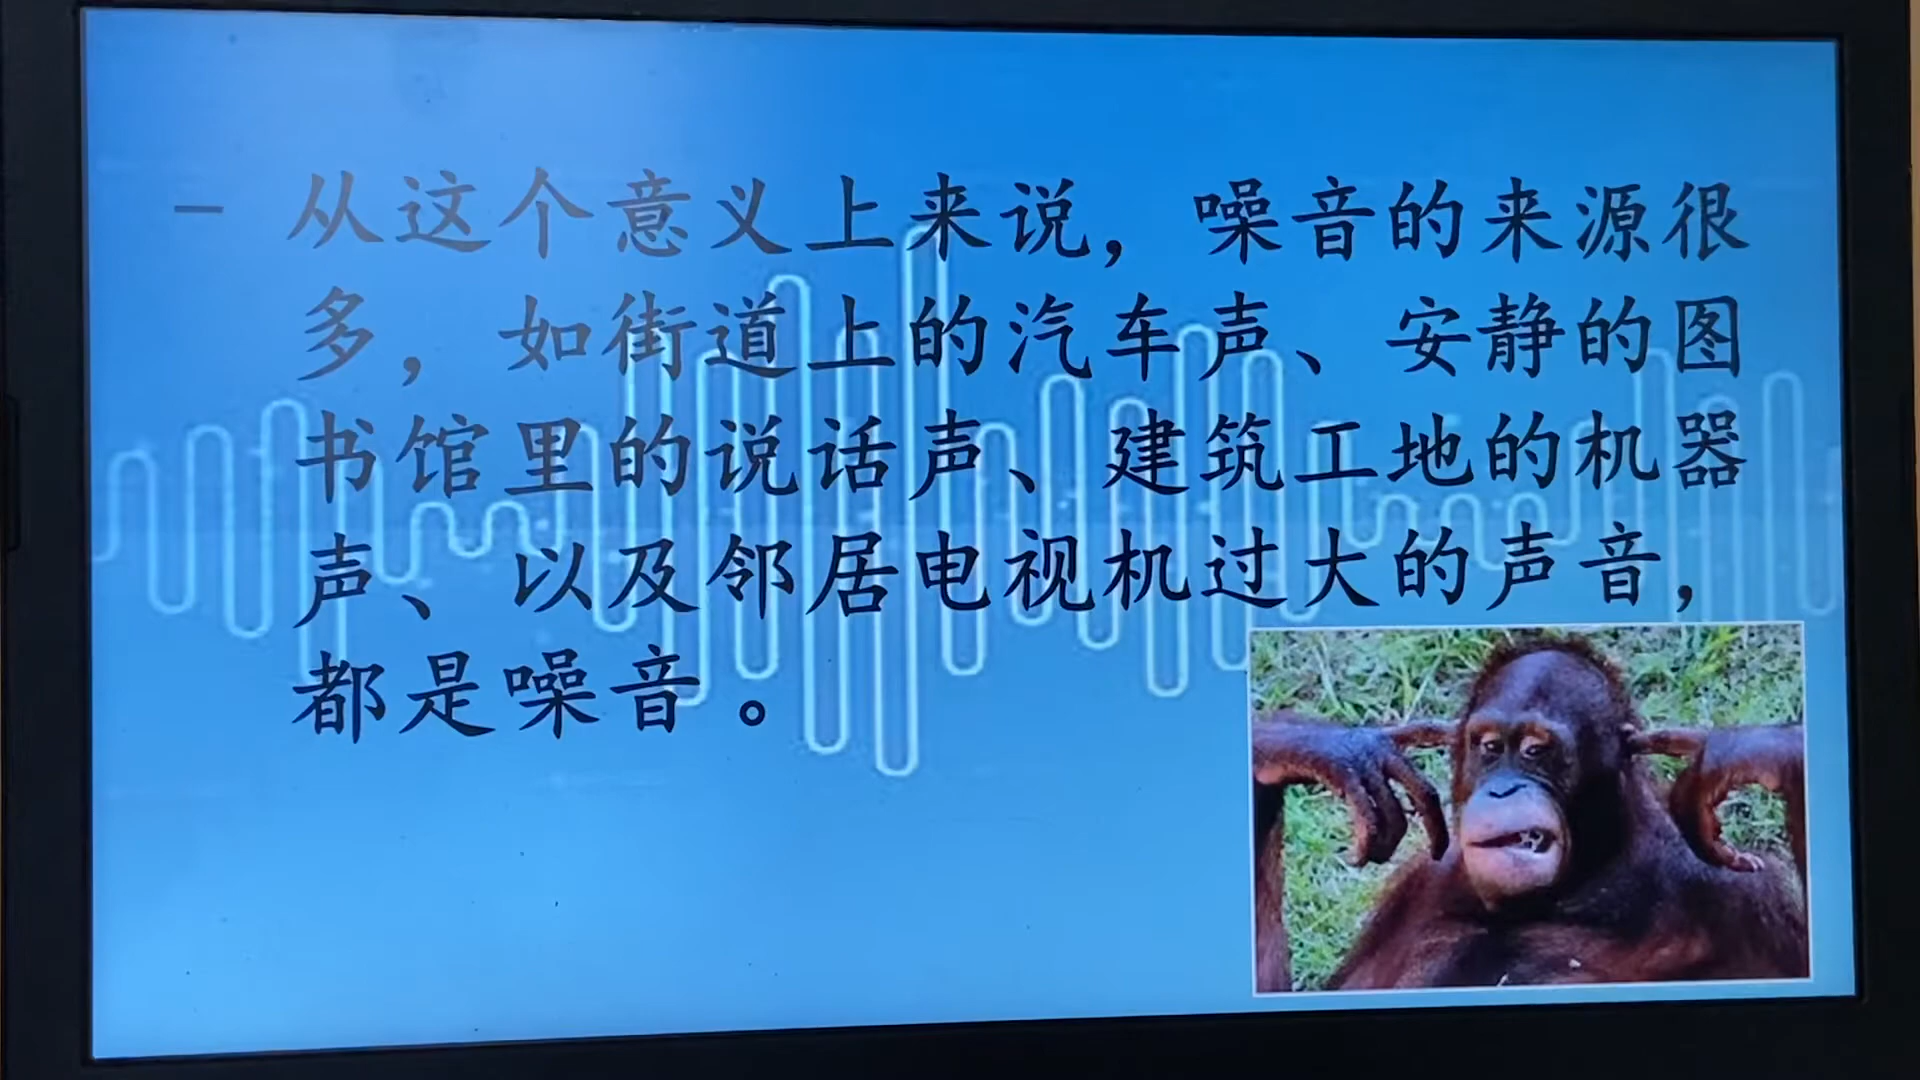 – 从这个意义上来说，噪音的来源很
多，如街道上的汽车声、安静的图
书馆里的说话声、建筑工地的机器
声、以及邻居电视机过大的声音，
都是噪音。